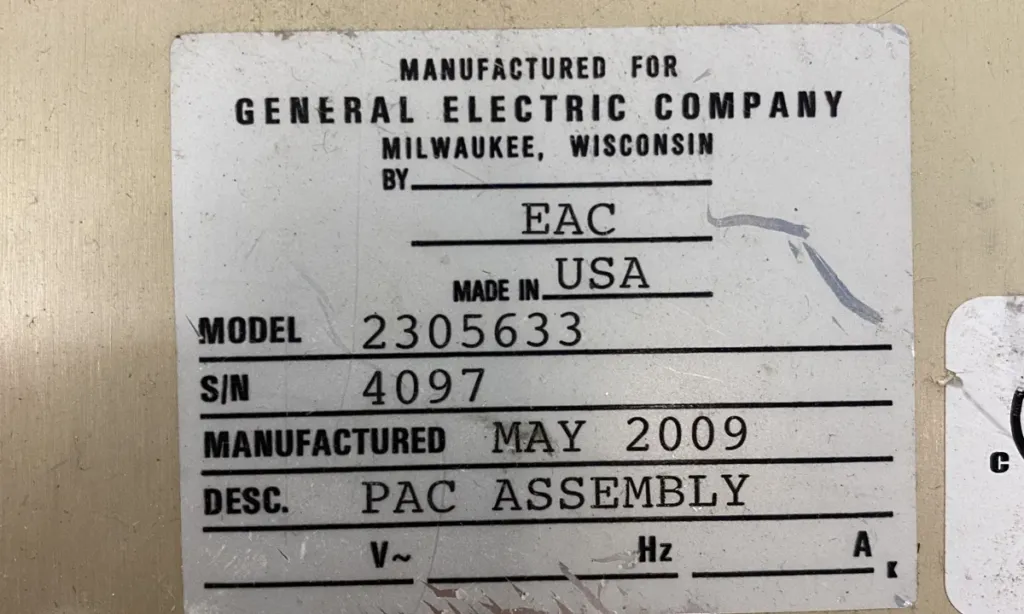 MANUFACTURED FOR
GENERAL ELECTRIC COMPANY
MILWAUKEE, WISCONSIN
BY
EAC
MADE IN USA
MODEL 2305633
S/N 4097
MANUFACTURED MAY 2009
DESC. PAC ASSEMBLY
V~ Hz A
K
C